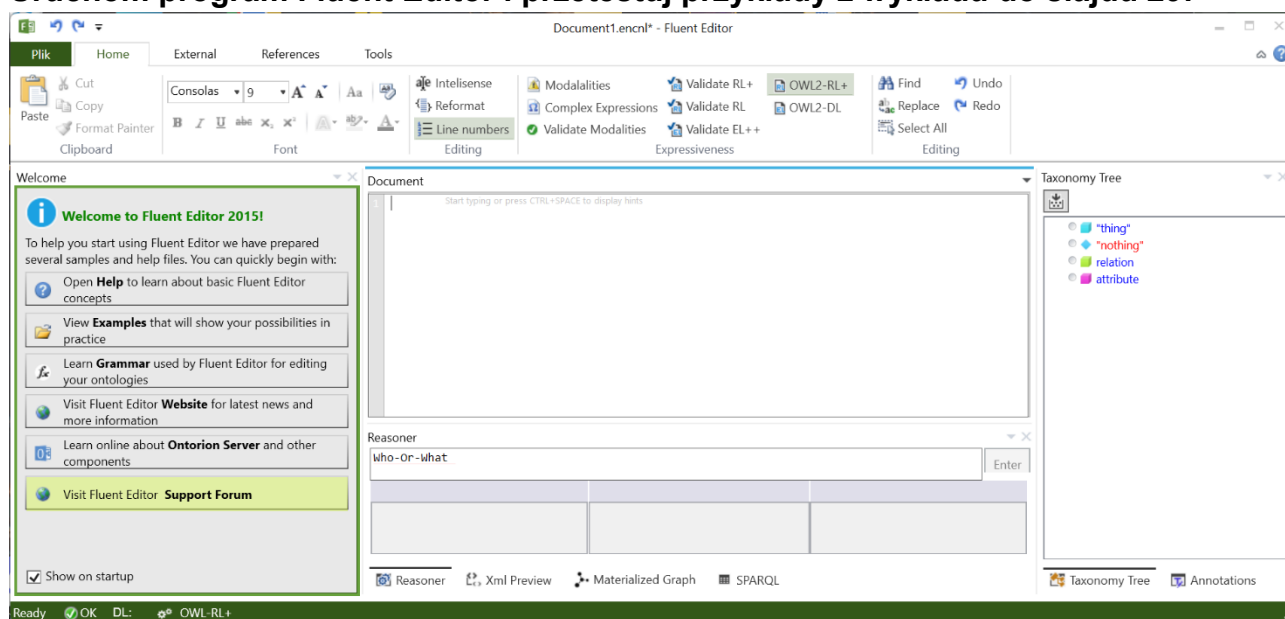 Document1.encnl* - Fluent Editor
Plik Home External References Tools
Paste
Cut
Copy
Format Painter
Clipboard
Consolas 9 A A Aa
B I U abc X, X² A
Font
Intelisense
Reformat
Line numbers
Editing
Modalalities
Complex Expressions
Validate Modalities
Validate RL+
Validate RL
Validate EL++
OWL2-RL+
OWL2-DL
Expressiveness
Find
Replace
Select All
Undo
Redo
Editing
Welcome
Welcome to Fluent Editor 2015!
To help you start using Fluent Editor we have prepared
several samples and help files. You can quickly begin with:
Open Help to learn about basic Fluent Editor
concepts
View Examples that will show your possibilities in
practice
Learn Grammar used by Fluent Editor for editing
your ontologies
Visit Fluent Editor Website for latest news and
more information
Learn online about Ontorion Server and other
components
Visit Fluent Editor Support Forum
Show on startup
Document
1
Start typing or press CTRL+SPACE to display hints
Reasoner
Who-Or-What
Enter
Reasoner Xml Preview Materialized Graph SPARQL
Taxonomy Tree
"thing"
"nothing"
relation
attribute
Taxonomy Tree Annotations
Ready OK DL: OWL-RL+